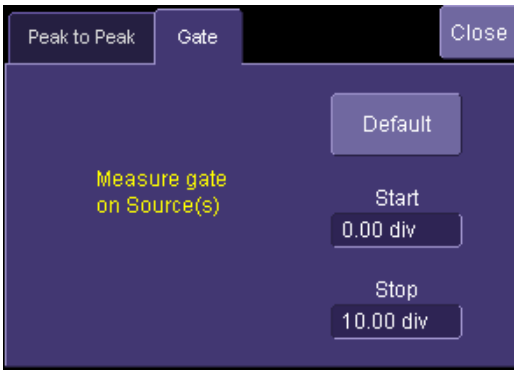 Peak to Peak
Gate
Close
Default
Measure gate
on Source(s)
Start
0.00 div
Stop
10.00 div